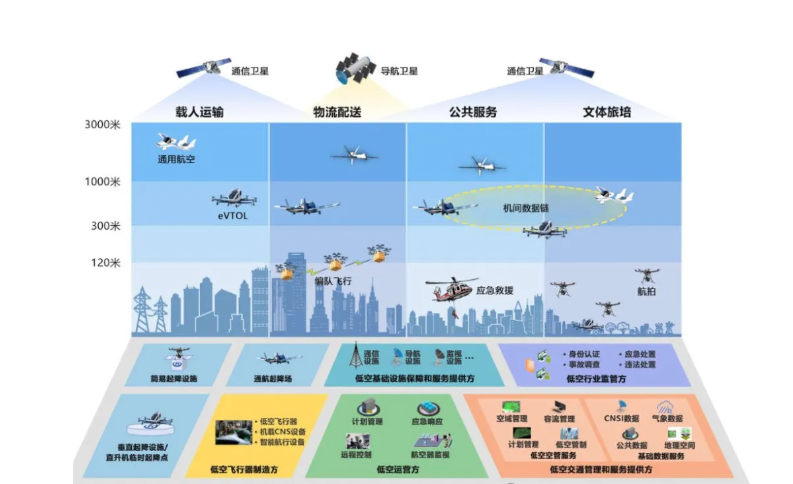 通信卫星
导航卫星
通信卫星
载人运输
物流配送
公共服务
文体旅培
3000米
通用航空
1000米
eVTOL
机间数据链
300米
120米
编队飞行
应急救援
航拍
简易起降设施
通航起降场
通信
设施
导航
设施
监视
设施
...
低空基础设施保障和服务提供方
• 身份认证
• 应急处置
• 事故调查
• 违法处置
低空行业监管方
垂直起降设施/
直升机临时起降点
• 低空飞行器
• 机载CNS设备
• 智能航行设备
低空飞行器制造方
计划管理
应急响应
远程控制
航空器监视
低空运营方
空域管理
容流管理
计划管理
低空管制
低空空管服务
CNSI数据
气象数据
公共数据
地理空间
基础数据服务
低空交通管理和服务提供方